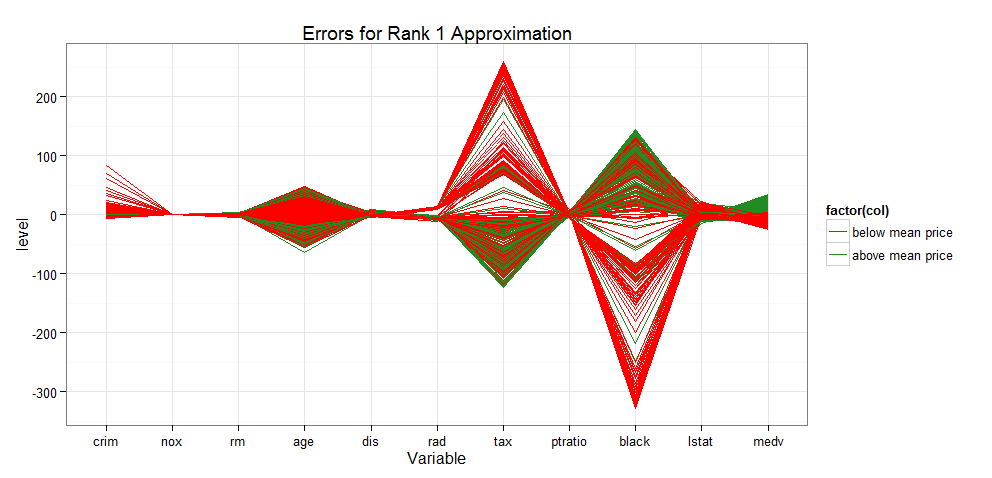 Errors for Rank 1 Approximation
level
200
100
0
-100
-200
-300
crim nox rm age dis rad tax ptratio black lstat medv
Variable
factor(col)
below mean price
above mean price